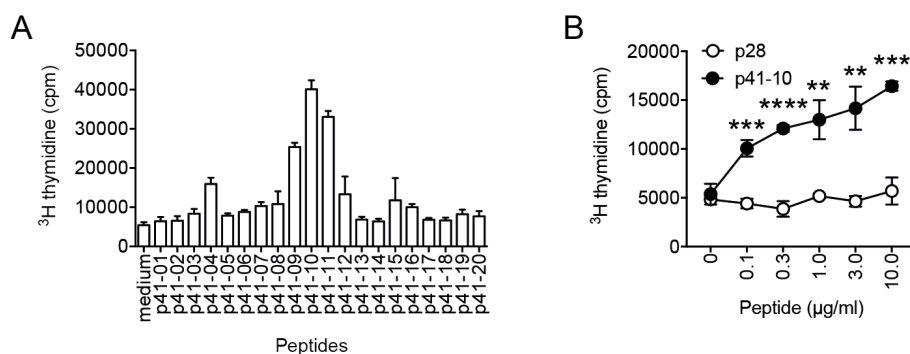 A
50000
40000
30000
20000
10000
0
³H thymidine (cpm)
medium
p41-01
p41-02
p41-03
p41-04
p41-05
p41-06
p41-07
p41-08
p41-09
p41-10
p41-11
p41-12
p41-13
p41-14
p41-15
p41-16
p41-17
p41-18
p41-19
p41-20
Peptides
B
p28
p41-10
20000
15000
10000
5000
0
³H thymidine (cpm)
***
****
**
**
***
0
0.1
0.3
1.0
3.0
10.0
Peptide (µg/ml)